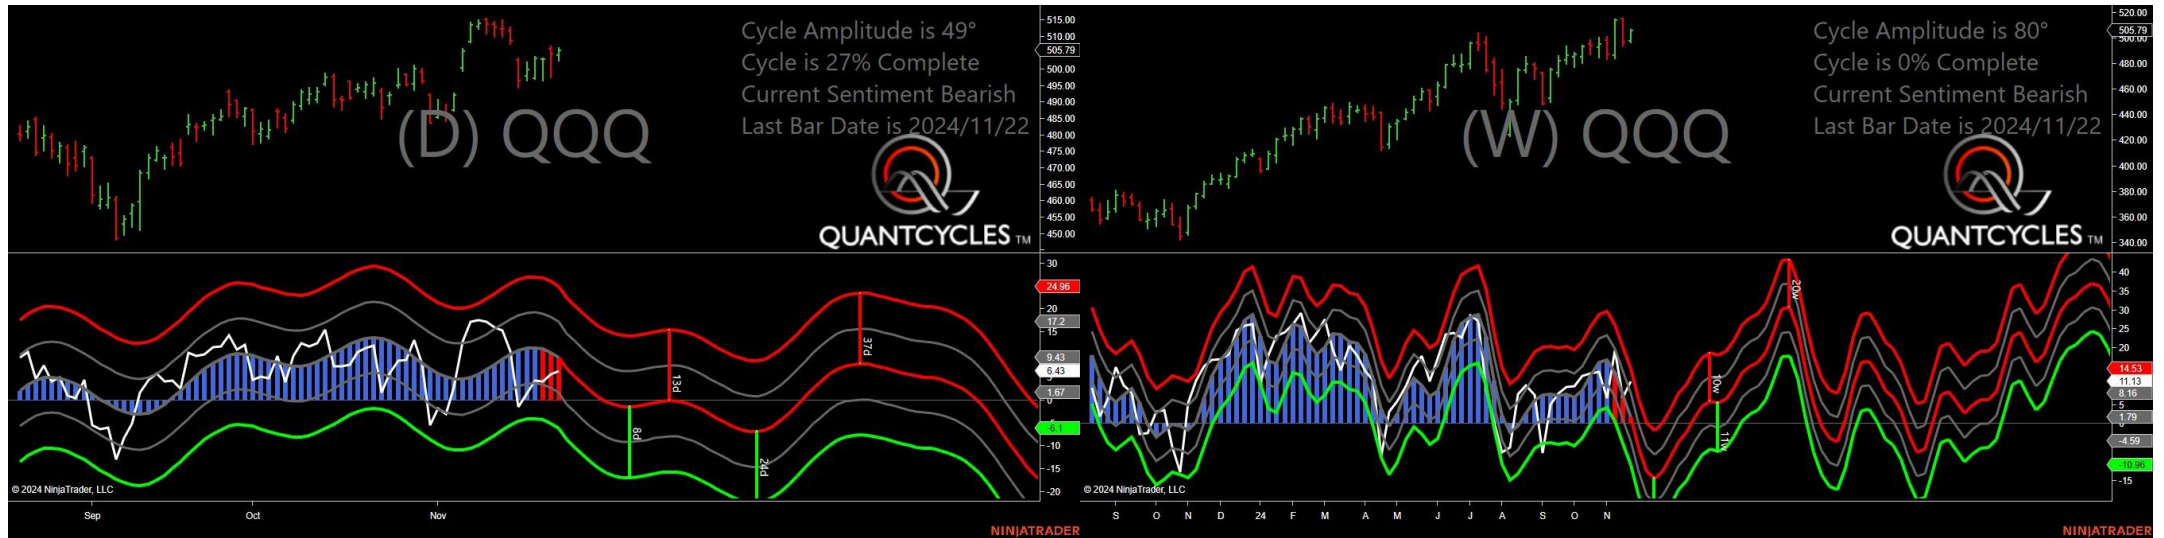 Cycle Amplitude is 49°
Cycle is 27% Complete
Current Sentiment Bearish
Last Bar Date is 2024/11/22
(D) QQQ
QUANTCYCLES TM
515.00
510.00
505.79
500.00
495.00
490.00
485.00
480.00
475.00
470.00
465.00
460.00
455.00
450.00
30
24.96
20
17.2
15
9.43
6.43
5
1.67
0
-6.1
-10
-15
-20
13d
8d
24d
37d
© 2024 NinjaTrader, LLC
Sep
Oct
Nov
NINJATRADER
Cycle Amplitude is 80°
Cycle is 0% Complete
Current Sentiment Bearish
Last Bar Date is 2024/11/22
(W) QQQ
QUANTCYCLES TM
520.00
505.79
500.00
480.00
460.00
440.00
420.00
400.00
380.00
360.00
340.00
40
35
30
25
20
14.53
11.13
8.16
5
1.79
0
-4.59
-10.96
-15
20w
10w
11w
© 2024 NinjaTrader, LLC
S O N D 24 F M A M J J A S O N
NINJATRADER